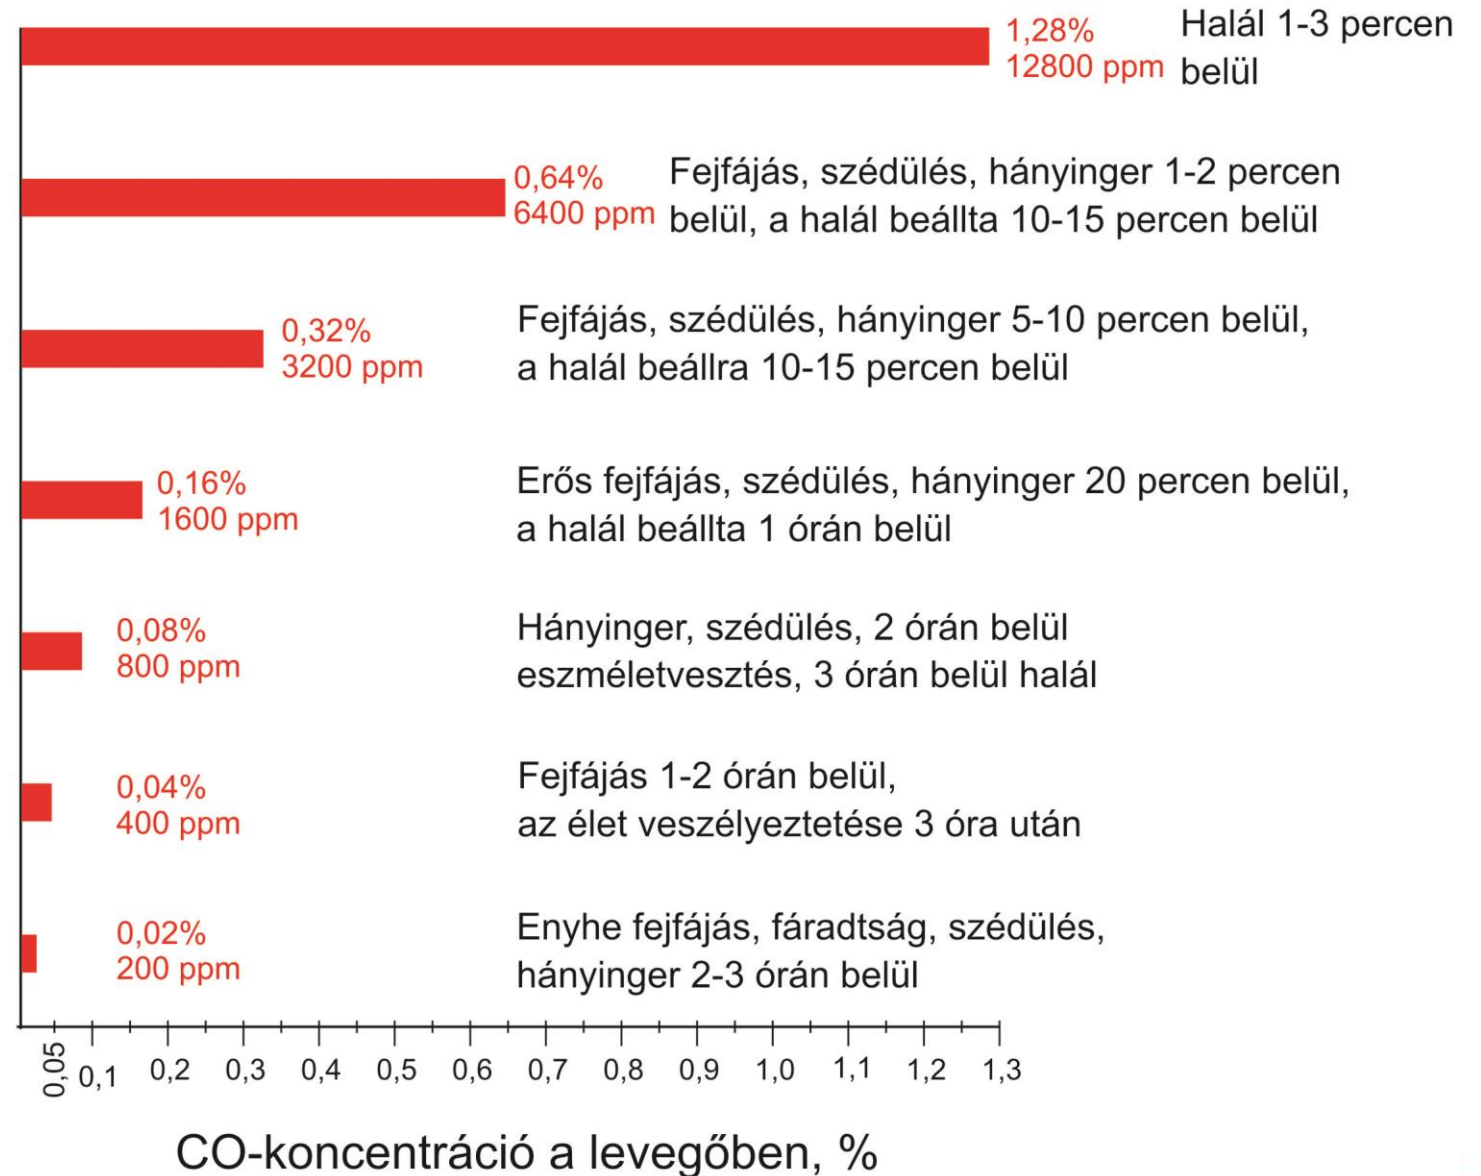 1,28%
12800 ppm
Halál 1-3 percen
belül
0,64%
6400 ppm
Fejfájás, szédülés, hányinger 1-2 percen
belül, a halál beállta 10-15 percen belül
0,32%
3200 ppm
Fejfájás, szédülés, hányinger 5-10 percen belül,
a halál beállra 10-15 percen belül
0,16%
1600 ppm
Erős fejfájás, szédülés, hányinger 20 percen belül,
a halál beállta 1 órán belül
0,08%
800 ppm
Hányinger, szédülés, 2 órán belül
eszméletvesztés, 3 órán belül halál
0,04%
400 ppm
Fejfájás 1-2 órán belül,
az élet veszélyeztetése 3 óra után
0,02%
200 ppm
Enyhe fejfájás, fáradtság, szédülés,
hányinger 2-3 órán belül
0,05 0,1 0,2 0,3 0,4 0,5 0,6 0,7 0,8 0,9 1,0 1,1 1,2 1,3
CO-koncentráció a levegőben, %